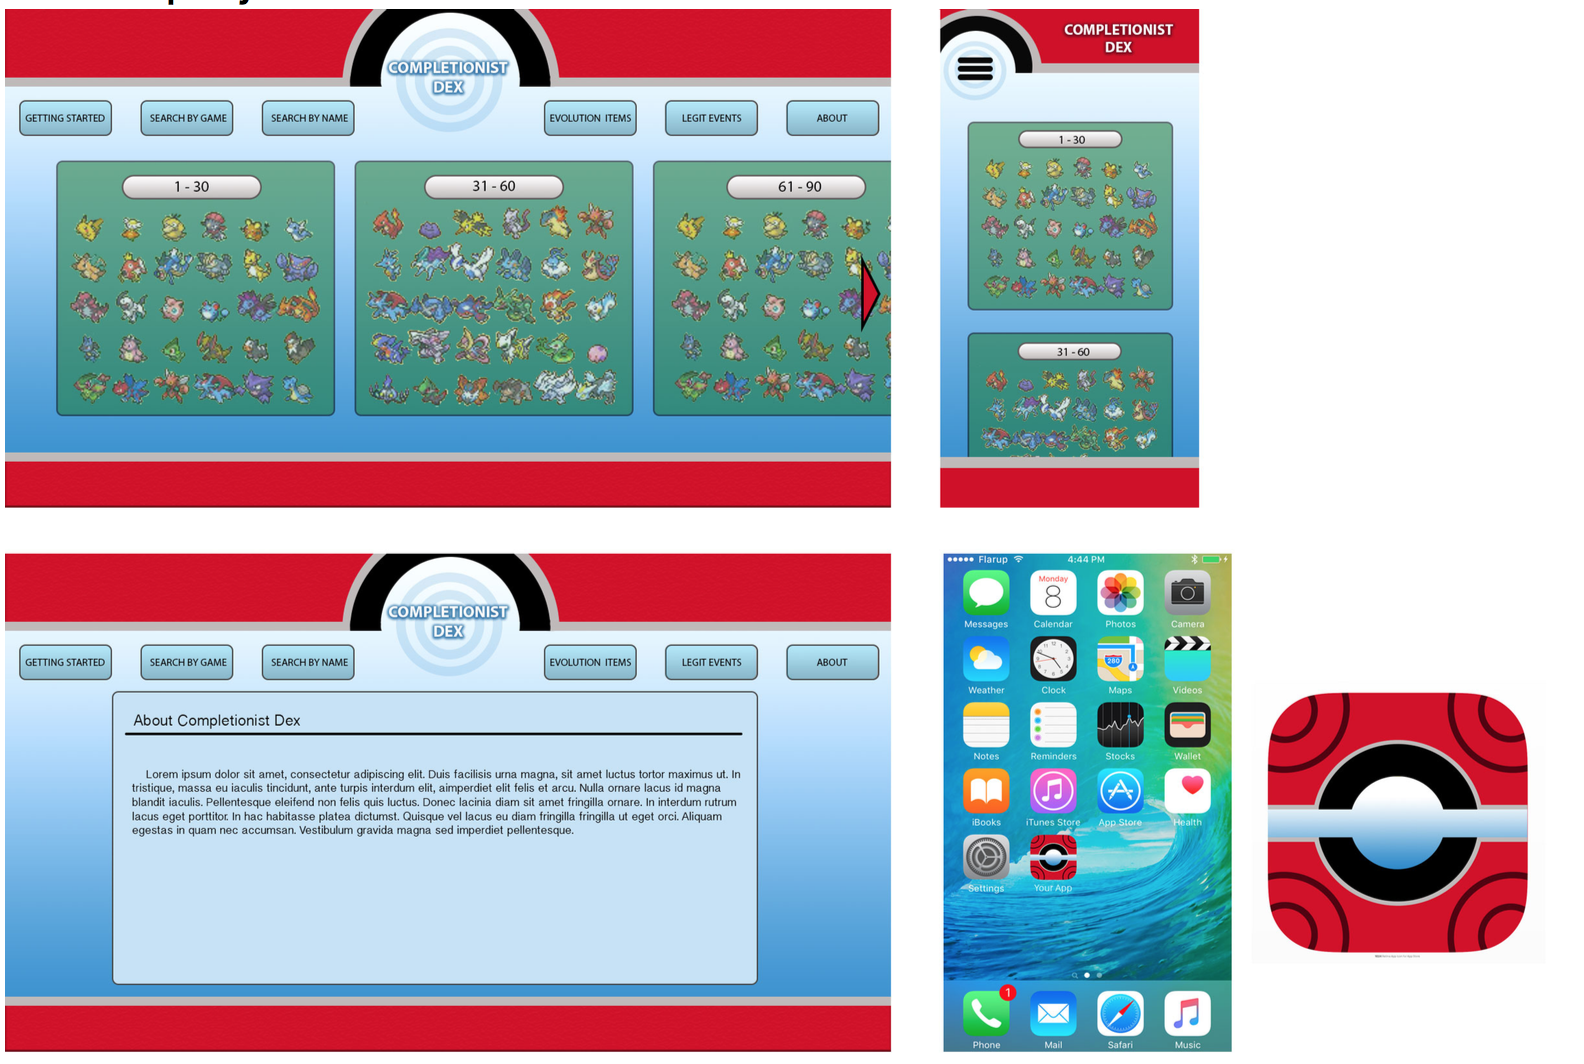 COMPLETIONIST
DEX
GETTING STARTED
SEARCH BY GAME
SEARCH BY NAME
EVOLUTION ITEMS
LEGIT EVENTS
ABOUT
1 - 30
31 - 60
61 - 90
COMPLETIONIST
DEX
1 - 30
31 - 60
COMPLETIONIST
DEX
GETTING STARTED
SEARCH BY GAME
SEARCH BY NAME
EVOLUTION ITEMS
LEGIT EVENTS
ABOUT
About Completionist Dex
Lorem ipsum dolor sit amet, consectetur adipiscing elit. Duis facilisis urna magna, sit amet luctus tortor maximus ut. In
tristique, massa eu iaculis tincidunt, ante turpis interdum elit, aimperdiet elit felis et arcu. Nulla ornare lacus id magna
blandit iaculis. Pellentesque eleifend non felis quis luctus. Donec lacinia diam sit amet fringilla ornare. In interdum rutrum
lacus eget porttitor. In hac habitasse platea dictumst. Quisque vel lacus eu diam fringilla fringilla ut eget orci. Aliquam
egestas in quam nec accumsan. Vestibulum gravida magna sed imperdiet pellentesque.
Flarup 4:44 PM
Monday
8
Messages Calendar Photos Camera
280
Weather Clock Maps Videos
Notes Reminders Stocks Wallet
iBooks iTunes Store App Store Health
Settings Your App
1
Phone Mail Safari Music